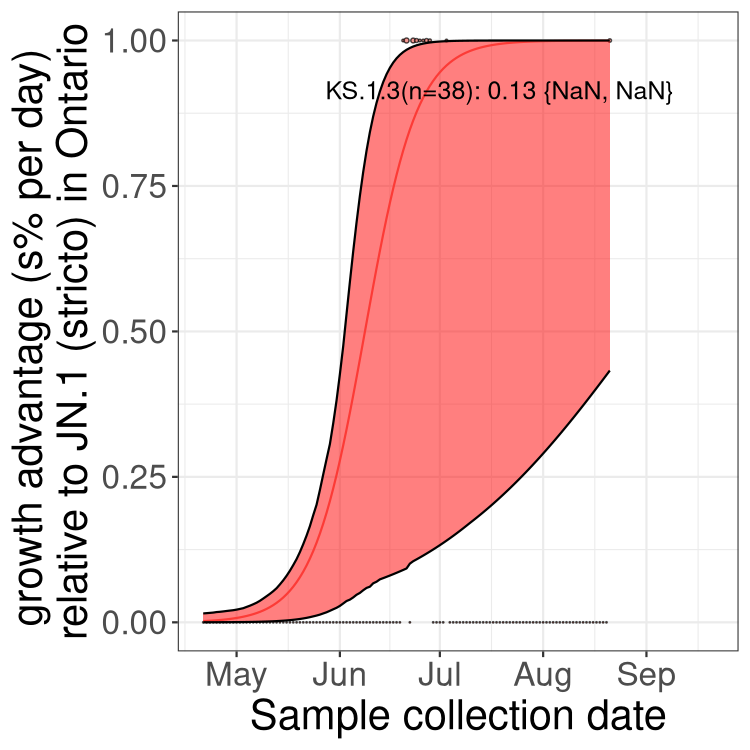 growth advantage (s% per day)
relative to JN.1 (stricto) in Ontario
1.00
0.75
0.50
0.25
0.00
KS.1.3(n=38): 0.13 {NaN, NaN}
May Jun Jul Aug Sep
Sample collection date